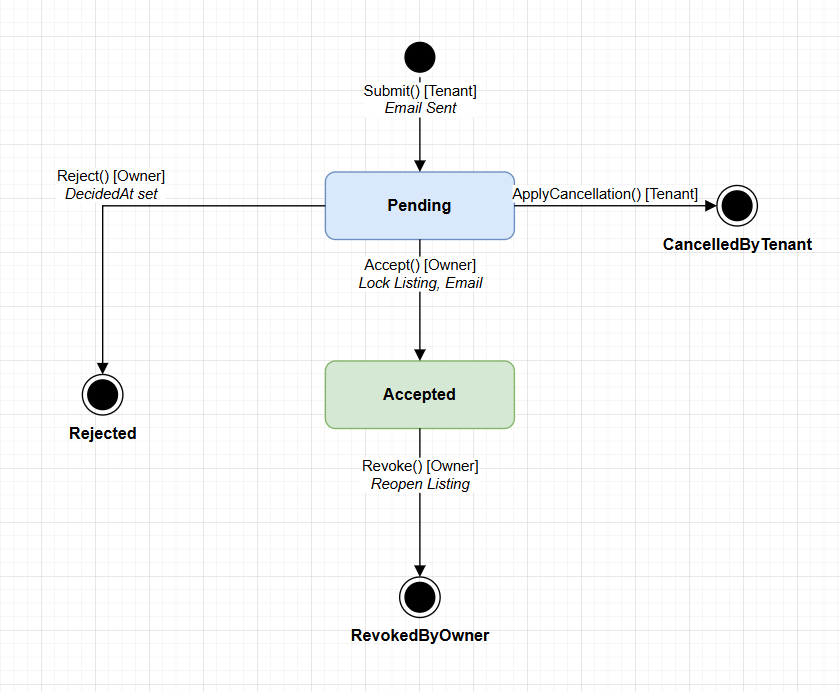 Submit() [Tenant]
Email Sent
Reject() [Owner]
DecidedAt set
Pending
ApplyCancellation() [Tenant]
CancelledByTenant
Accept() [Owner]
Lock Listing, Email
Accepted
Rejected
Revoke() [Owner]
Reopen Listing
RevokedByOwner